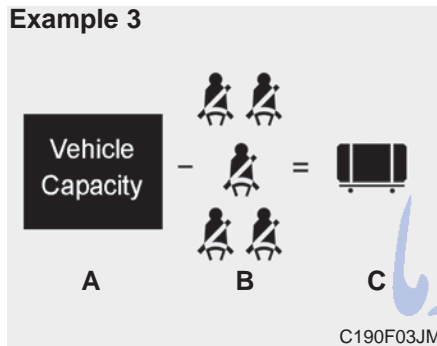 Example 3
Vehicle
Capacity
–
=
A
B
C
C190F03JM